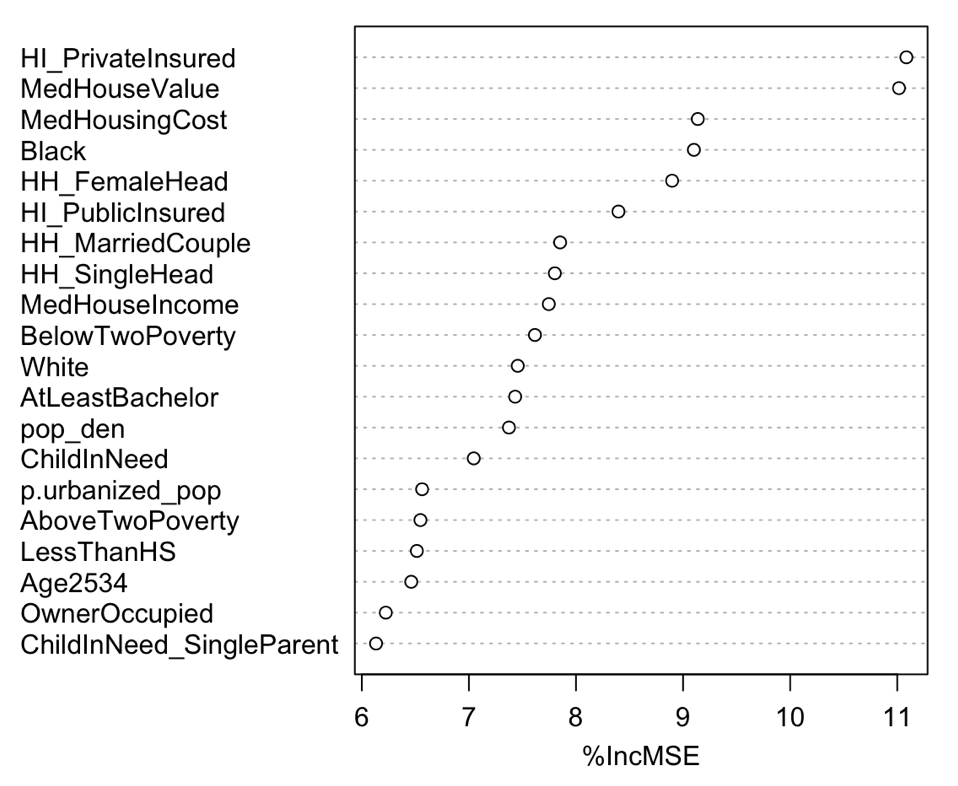 HI_PrivateInsured
MedHouseValue
MedHousingCost
Black
HH_FemaleHead
HI_PublicInsured
HH_MarriedCouple
HH_SingleHead
MedHouseIncome
BelowTwoPoverty
White
AtLeastBachelor
pop_den
ChildInNeed
p.urbanized_pop
AboveTwoPoverty
LessThanHS
Age2534
OwnerOccupied
ChildInNeed_SingleParent
6 7 8 9 10 11
%IncMSE